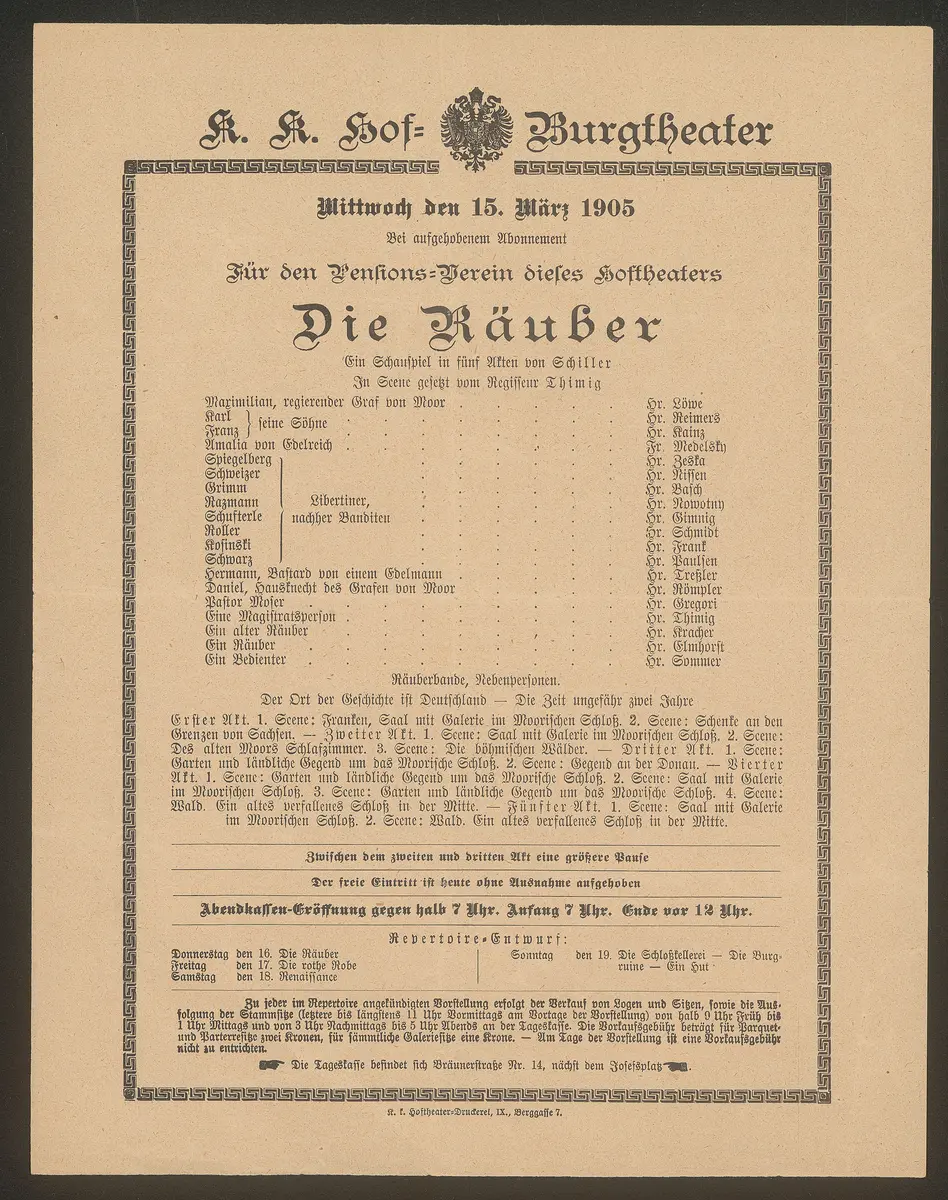 K. K. Hof= Burgtheater
Mittwoch den 15. März 1905
Bei aufgehobenem Abonnement
Für den Pensions=Verein dieses Hoftheaters
Die Räuber
Ein Schauspiel in fünf Akten von Schiller
In Scene gesetzt vom Regisseur Thimig
Maximilian, regierender Graf von Moor . . . . . . Hr. Löwe
Karl } seine Söhne . . . . . . . Hr. Reimers
Franz Hr. Kainz
Amalia von Edelreich . . . . . . . . Fr. Medelsky
Spiegelberg Hr. Zeska
Schweizer Hr. Nissen
Grimm Hr. Basch
Razmann Libertiner, Hr. Nowotny
Schufterle nachher Banditen Hr. Gimnig
Roller Hr. Schmidt
Kosinski Hr. Frank
Schwarz Hr. Paulsen
Hermann, Bastard von einem Edelmann . . . . . . Hr. Treßler
Daniel, Hausknecht des Grafen von Moor . . . . . Hr. Römpler
Pastor Moser . . . . . . . . . Hr. Gregori
Eine Magistratsperson . . . . . . . . Hr. Thimig
Ein alter Räuber . . . . . . . . Hr. Kracher
Ein Räuber . . . . . . . . . Hr. Elmhorst
Ein Bedienter . . . . . . . . . Hr. Sommer
Räuberbande, Nebenpersonen.
Der Ort der Geschichte ist Deutschland — Die Zeit ungefähr zwei Jahre
Erster Akt. 1. Scene: Franken, Saal mit Galerie im Moorischen Schloß. 2. Scene: Schenke an den
Grenzen von Sachsen. — Zweiter Akt. 1. Scene: Saal mit Galerie im Moorischen Schloß. 2. Scene:
Des alten Moors Schlafzimmer. 3. Scene: Die böhmischen Wälder. — Dritter Akt. 1. Scene:
Garten und ländliche Gegend um das Moorische Schloß. 2. Scene: Gegend an der Donau. — Vierter
Akt. 1. Scene: Garten und ländliche Gegend um das Moorische Schloß. 2. Scene: Saal mit Galerie
im Moorischen Schloß. 3. Scene: Garten und ländliche Gegend um das Moorische Schloß. 4. Scene:
Wald. Ein altes verfallenes Schloß in der Mitte. — Fünfter Akt. 1. Scene: Saal mit Galerie
im Moorischen Schloß. 2. Scene: Wald. Ein altes verfallenes Schloß in der Mitte.
Zwischen dem zweiten und dritten Akt eine größere Pause
Der freie Eintritt ist heute ohne Ausnahme aufgehoben
Abendkassen-Eröffnung gegen halb 7 Uhr. Anfang 7 Uhr. Ende vor 12 Uhr.
Repertoire=Entwurf:
Donnerstag den 16. Die Räuber
Freitag den 17. Die rothe Robe
Samstag den 18. Renaissance
Sonntag den 19. Die Schloßkellerei — Die Burg-
ruine — Ein Hut
Zu jeder im Repertoire angekündigten Vorstellung erfolgt der Verkauf von Logen und Sitzen, sowie die Aus-
folgung der Stammsitze (letztere bis längstens 11 Uhr Vormittags am Vortage der Vorstellung) von halb 9 Uhr Früh bis
1 Uhr Mittags und von 3 Uhr Nachmittags bis 5 Uhr Abends an der Tageskasse. Die Vorkaufsgebühr beträgt für Parquet-
und Parterresitze zwei Kronen, für sämmtliche Galeriesitze eine Krone. — Am Tage der Vorstellung ist eine Vorkaufsgebühr
nicht zu entrichten.
Die Tageskasse befindet sich Bräunerstraße Nr. 14, nächst dem Josefsplatz.
K. k. Hoftheater=Druckerei, IX., Berggasse 7.